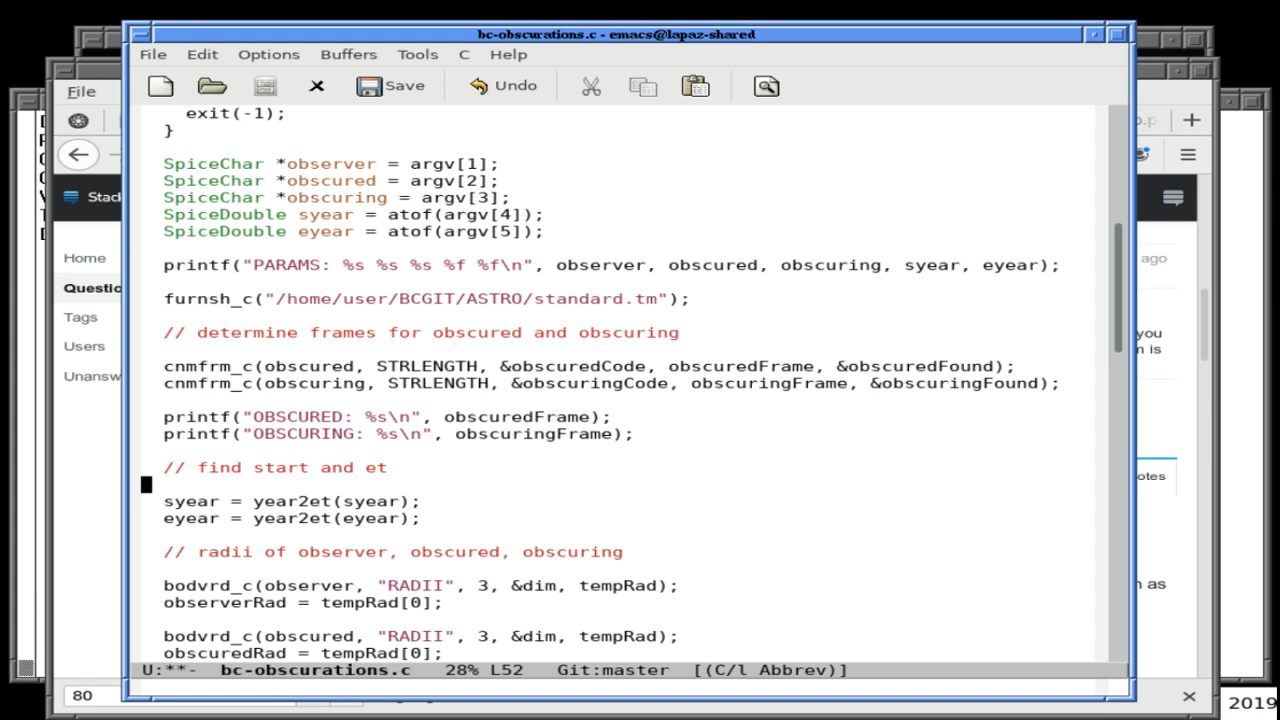 bc-obscurations.c - emacs@lapaz-shared
File Edit Options Buffers Tools C Help
Save Undo
exit(-1);
}
SpiceChar *observer = argv[1];
SpiceChar *obscured = argv[2];
SpiceChar *obscuring = argv[3];
SpiceDouble syear = atof(argv[4]);
SpiceDouble eyear = atof(argv[5]);
printf("PARAMS: %s %s %s %f %f\n", observer, obscured, obscuring, syear, eyear);
furnsh_c("/home/user/BCGIT/ASTRO/standard.tm");
// determine frames for obscured and obscuring
cnmfrm_c(obscured, STRLENGTH, &obscuredCode, obscuredFrame, &obscuredFound);
cnmfrm_c(obscuring, STRLENGTH, &obscuringCode, obscuringFrame, &obscuringFound);
printf("OBSCURED: %s\n", obscuredFrame);
printf("OBSCURING: %s\n", obscuringFrame);
// find start and et
syear = year2et(syear);
eyear = year2et(eyear);
// radii of observer, obscured, obscuring
bodvrd_c(observer, "RADII", 3, &dim, tempRad);
observerRad = tempRad[0];
bodvrd_c(obscured, "RADII", 3, &dim, tempRad);
obscuredRad = tempRad[0];
U:**- bc-obscurations.c 28% L52 Git:master [(C/l Abbrev)]
File
Stack
Home
Questio
Tags
Users
Unansw
80
ago
you
n is
otes
m as
2019